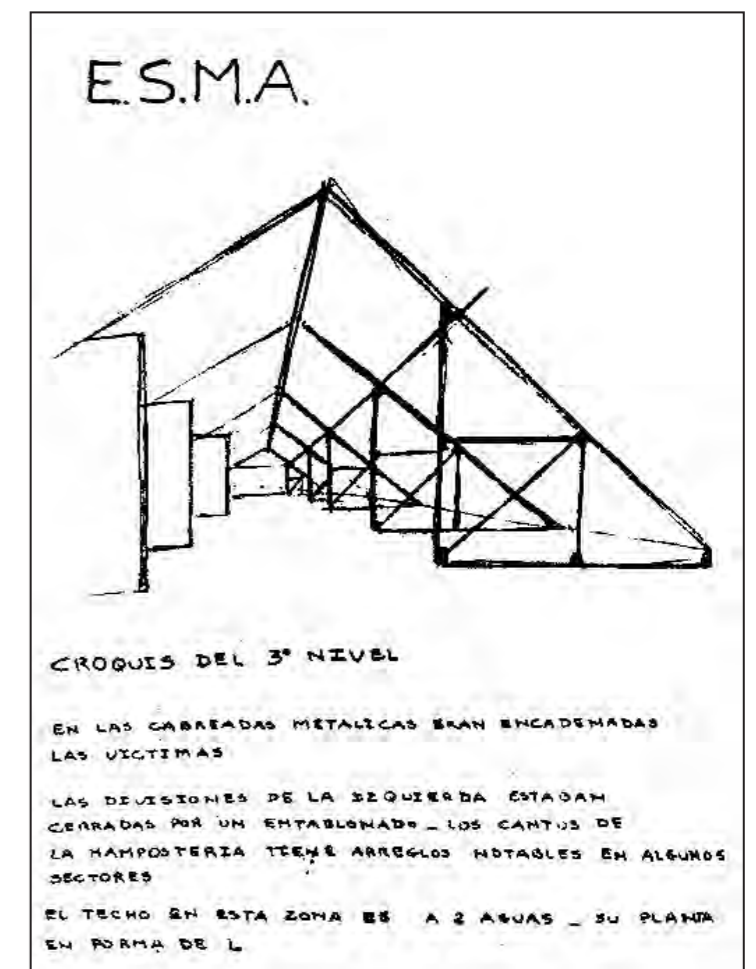 E.S.M.A.
CROQUIS DEL 3° NIVEL
EN LAS CABREADAS METALICAS ERAN ENCADENADAS
LAS VICTIMAS
LAS DIVISIONES DE LA IZQUIERDA ESTABAN
CERRADAS POR UN ENTABLONADO _ LOS CANTOS DE
LA MAMPOSTERIA TIENE ARREGLOS NOTABLES EN ALGUNOS
SECTORES
EL TECHO EN ESTA ZONA ES A 2 AGUAS _ SU PLANTA
EN FORMA DE L